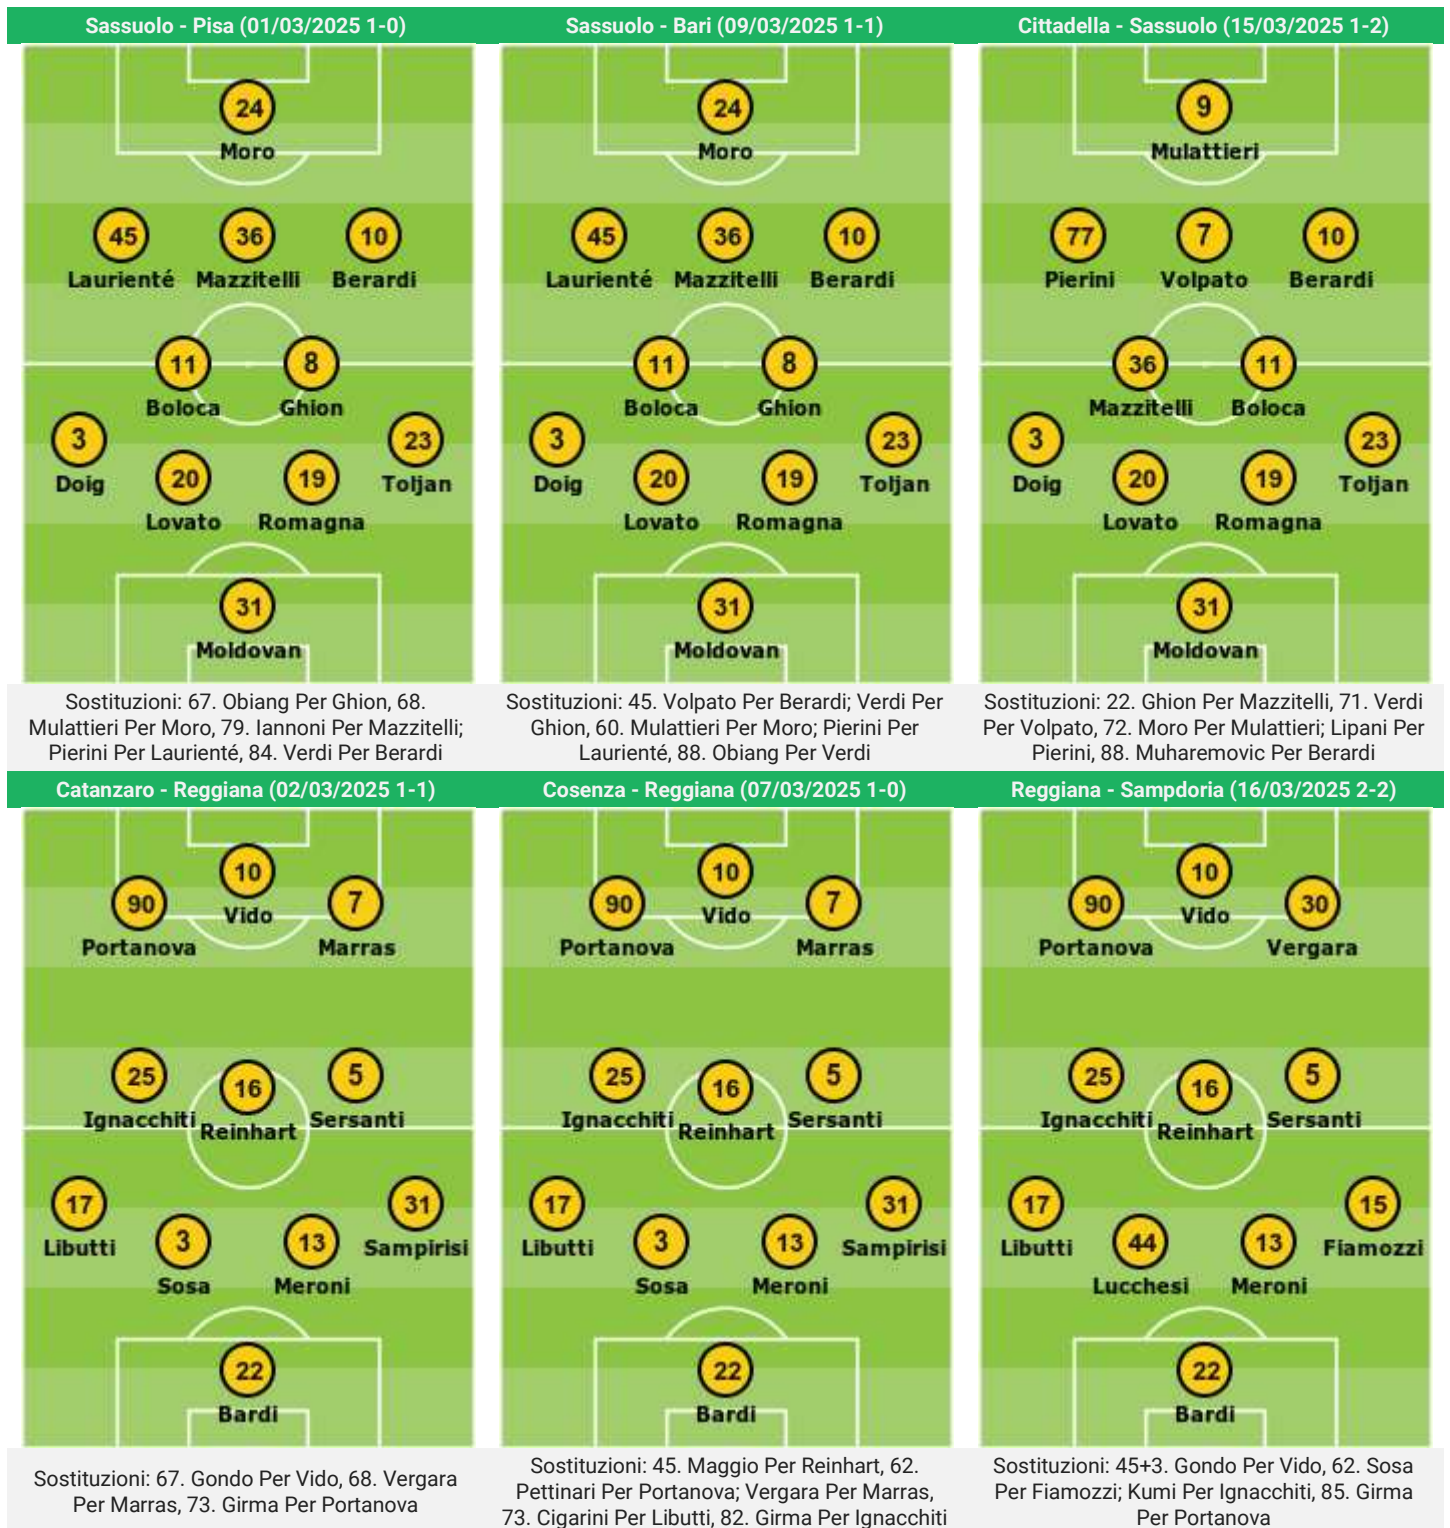 Sassuolo - Pisa (01/03/2025 1-0)
24
Moro
45
36
10
Laurienté
Mazzitelli
Berardi
11
8
Boloca
Ghion
3
23
Doig
20
19
Toljan
Lovato
Romagna
31
Moldovan
Sostituzioni: 67. Obiang Per Ghion, 68.
Mulattieri Per Moro, 79. Iannoni Per Mazzitelli;
Pierini Per Laurienté, 84. Verdi Per Berardi
Sassuolo - Bari (09/03/2025 1-1)
24
Moro
45
36
10
Laurienté
Mazzitelli
Berardi
11
8
Boloca
Ghion
3
23
Doig
20
19
Toljan
Lovato
Romagna
31
Moldovan
Sostituzioni: 45. Volpato Per Berardi; Verdi Per
Ghion, 60. Mulattieri Per Moro; Pierini Per
Laurienté, 88. Obiang Per Verdi
Cittadella - Sassuolo (15/03/2025 1-2)
9
Mulattieri
77
7
10
Pierini
Volpato
Berardi
36
11
Mazzitelli
Boloca
3
23
Doig
20
19
Toljan
Lovato
Romagna
31
Moldovan
Sostituzioni: 22. Ghion Per Mazzitelli, 71. Verdi
Per Volpato, 72. Moro Per Mulattieri; Lipani Per
Pierini, 88. Muharemovic Per Berardi
Catanzaro - Reggiana (02/03/2025 1-1)
10
90
Vido
7
Portanova
Marras
25
16
5
Ignacchiti
Reinhart
Sersanti
17
31
Libutti
3
13
Sampirisi
Sosa
Meroni
22
Bardi
Sostituzioni: 67. Gondo Per Vido, 68. Vergara
Per Marras, 73. Girma Per Portanova
Cosenza - Reggiana (07/03/2025 1-0)
10
90
Vido
7
Portanova
Marras
25
16
5
Ignacchiti
Reinhart
Sersanti
17
31
Libutti
3
13
Sampirisi
Sosa
Meroni
22
Bardi
Sostituzioni: 45. Maggio Per Reinhart, 62.
Pettinari Per Portanova; Vergara Per Marras,
73. Cigarini Per Libutti, 82. Girma Per Ignacchiti
Reggiana - Sampdoria (16/03/2025 2-2)
10
90
Vido
30
Portanova
Vergara
25
16
5
Ignacchiti
Reinhart
Sersanti
17
15
Libutti
44
13
Fiamozzi
Lucchesi
Meroni
22
Bardi
Sostituzioni: 45+3. Gondo Per Vido, 62. Sosa
Per Fiamozzi; Kumi Per Ignacchiti, 85. Girma
Per Portanova